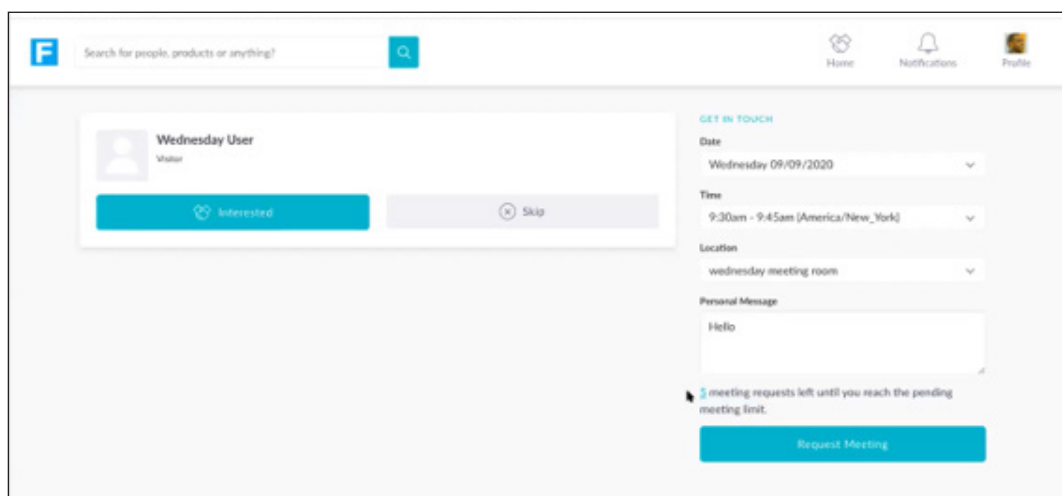 F
Search for people, products or anything?
Home
Notifications
Profile
Wednesday User
Visitor
Interested
Skip
GET IN TOUCH
Date
Wednesday 09/09/2020
Time
9:30am - 9:45am (America/New_York)
Location
wednesday meeting room
Personal Message
Hello
5 meeting requests left until you reach the pending
meeting limit.
Request Meeting